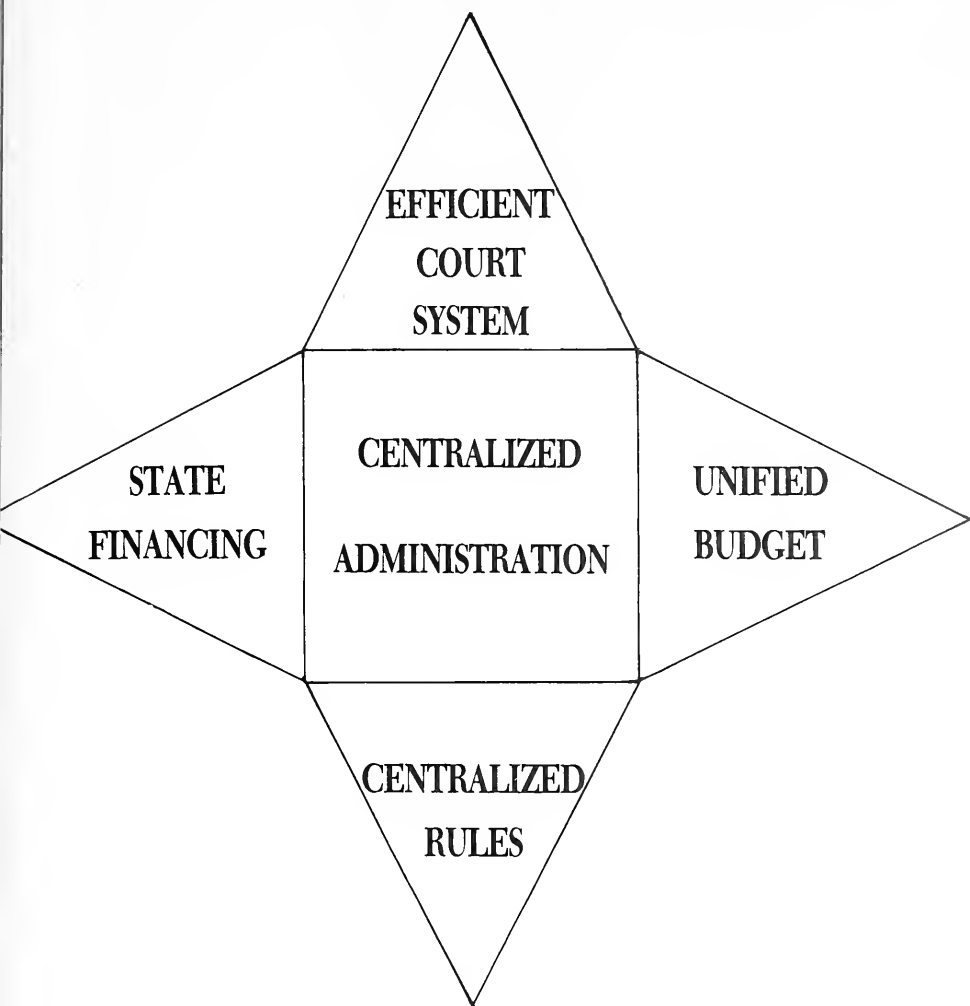 EFFICIENT
COURT
SYSTEM
STATE
FINANCING
CENTRALIZED
ADMINISTRATION
UNIFIED
BUDGET
CENTRALIZED
RULES